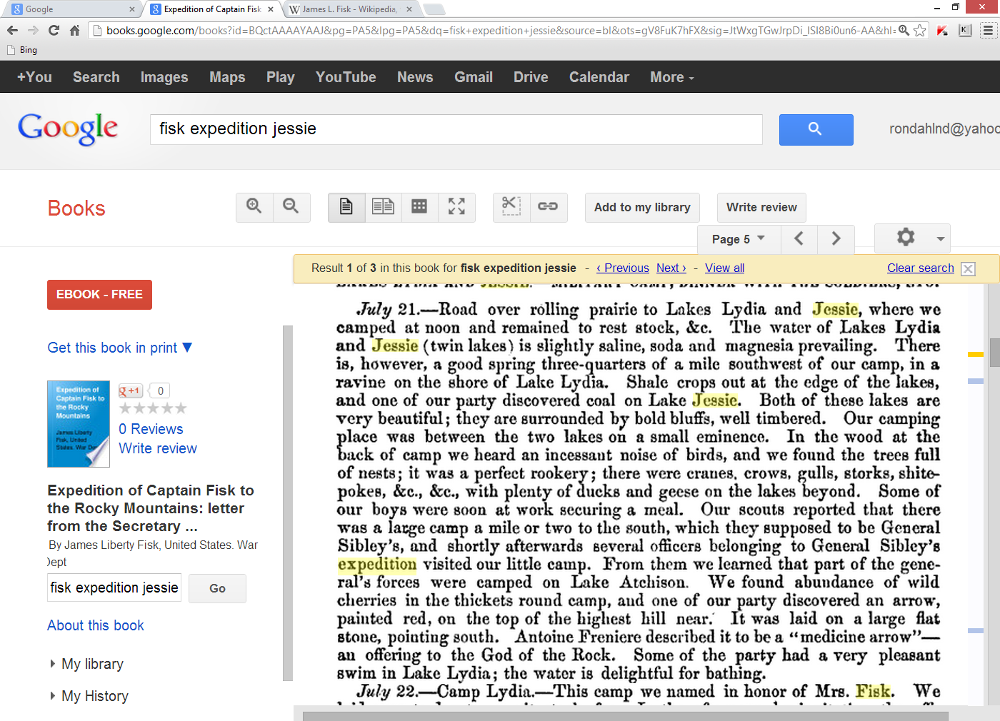 Google
Expedition of Captain Fisk
James L. Fisk - Wikipedia,
books.google.com/books?id=BQctAAAAYAAJ&pg=PA5&lpg=PA5&dq=fisk+expedition+jessie&source=bl&ots=gV8FuK7hFX&sig=JtWxgTGwJrpDi_ISI8Bi0un6-AA&hl=
Bing
+You Search Images Maps Play YouTube News Gmail Drive Calendar More
Google
fisk expedition jessie
rondahlnd@yahoo
Books
Add to my library
Write review
Page 5
Result 1 of 3 in this book for fisk expedition jessie - ‹ Previous Next › - View all
Clear search
EBOOK - FREE
Get this book in print ▼
Expedition of
Captain Fisk to
the Rocky
Mountains
James Liberty
Fisk, United
States. War De
g +1 0
0 Reviews
Write review
Expedition of Captain Fisk to
the Rocky Mountains: letter
from the Secretary ...
By James Liberty Fisk, United States. War
Dept
fisk expedition jessie
Go
About this book
My library
My History
LAKES LYDIA AND JESSIE. MILITARY CAMP, DINNER WITH THE SOLDIERS, ETC.
July 21.—Road over rolling prairie to Lakes Lydia and Jessie, where we
camped at noon and remained to rest stock, &c. The water of Lakes Lydia
and Jessie (twin lakes) is slightly saline, soda and magnesia prevailing. There
is, however, a good spring three-quarters of a mile southwest of our camp, in a
ravine on the shore of Lake Lydia. Shale crops out at the edge of the lakes,
and one of our party discovered coal on Lake Jessie. Both of these lakes are
very beautiful; they are surrounded by bold bluffs, well timbered. Our camping
place was between the two lakes on a small eminence. In the wood at the
back of camp we heard an incessant noise of birds, and we found the trees full
of nests; it was a perfect rookery; there were cranes, crows, gulls, storks, shite-
pokes, &c., &c., with plenty of ducks and geese on the lakes beyond. Some of
our boys were soon at work securing a meal. Our scouts reported that there
was a large camp a mile or two to the south, which they supposed to be General
Sibley's, and shortly afterwards several officers belonging to General Sibley's
expedition visited our little camp. From them we learned that part of the gene-
ral's forces were camped on Lake Atchison. We found abundance of wild
cherries in the thickets round camp, and one of our party discovered an arrow,
painted red, on the top of the highest hill near. It was laid on a large flat
stone, pointing south. Antoine Freniere described it to be a "medicine arrow"—
an offering to the God of the Rock. Some of the party had a very pleasant
swim in Lake Lydia; the water is delightful for bathing.
July 22.—Camp Lydia.—This camp we named in honor of Mrs. Fisk. We